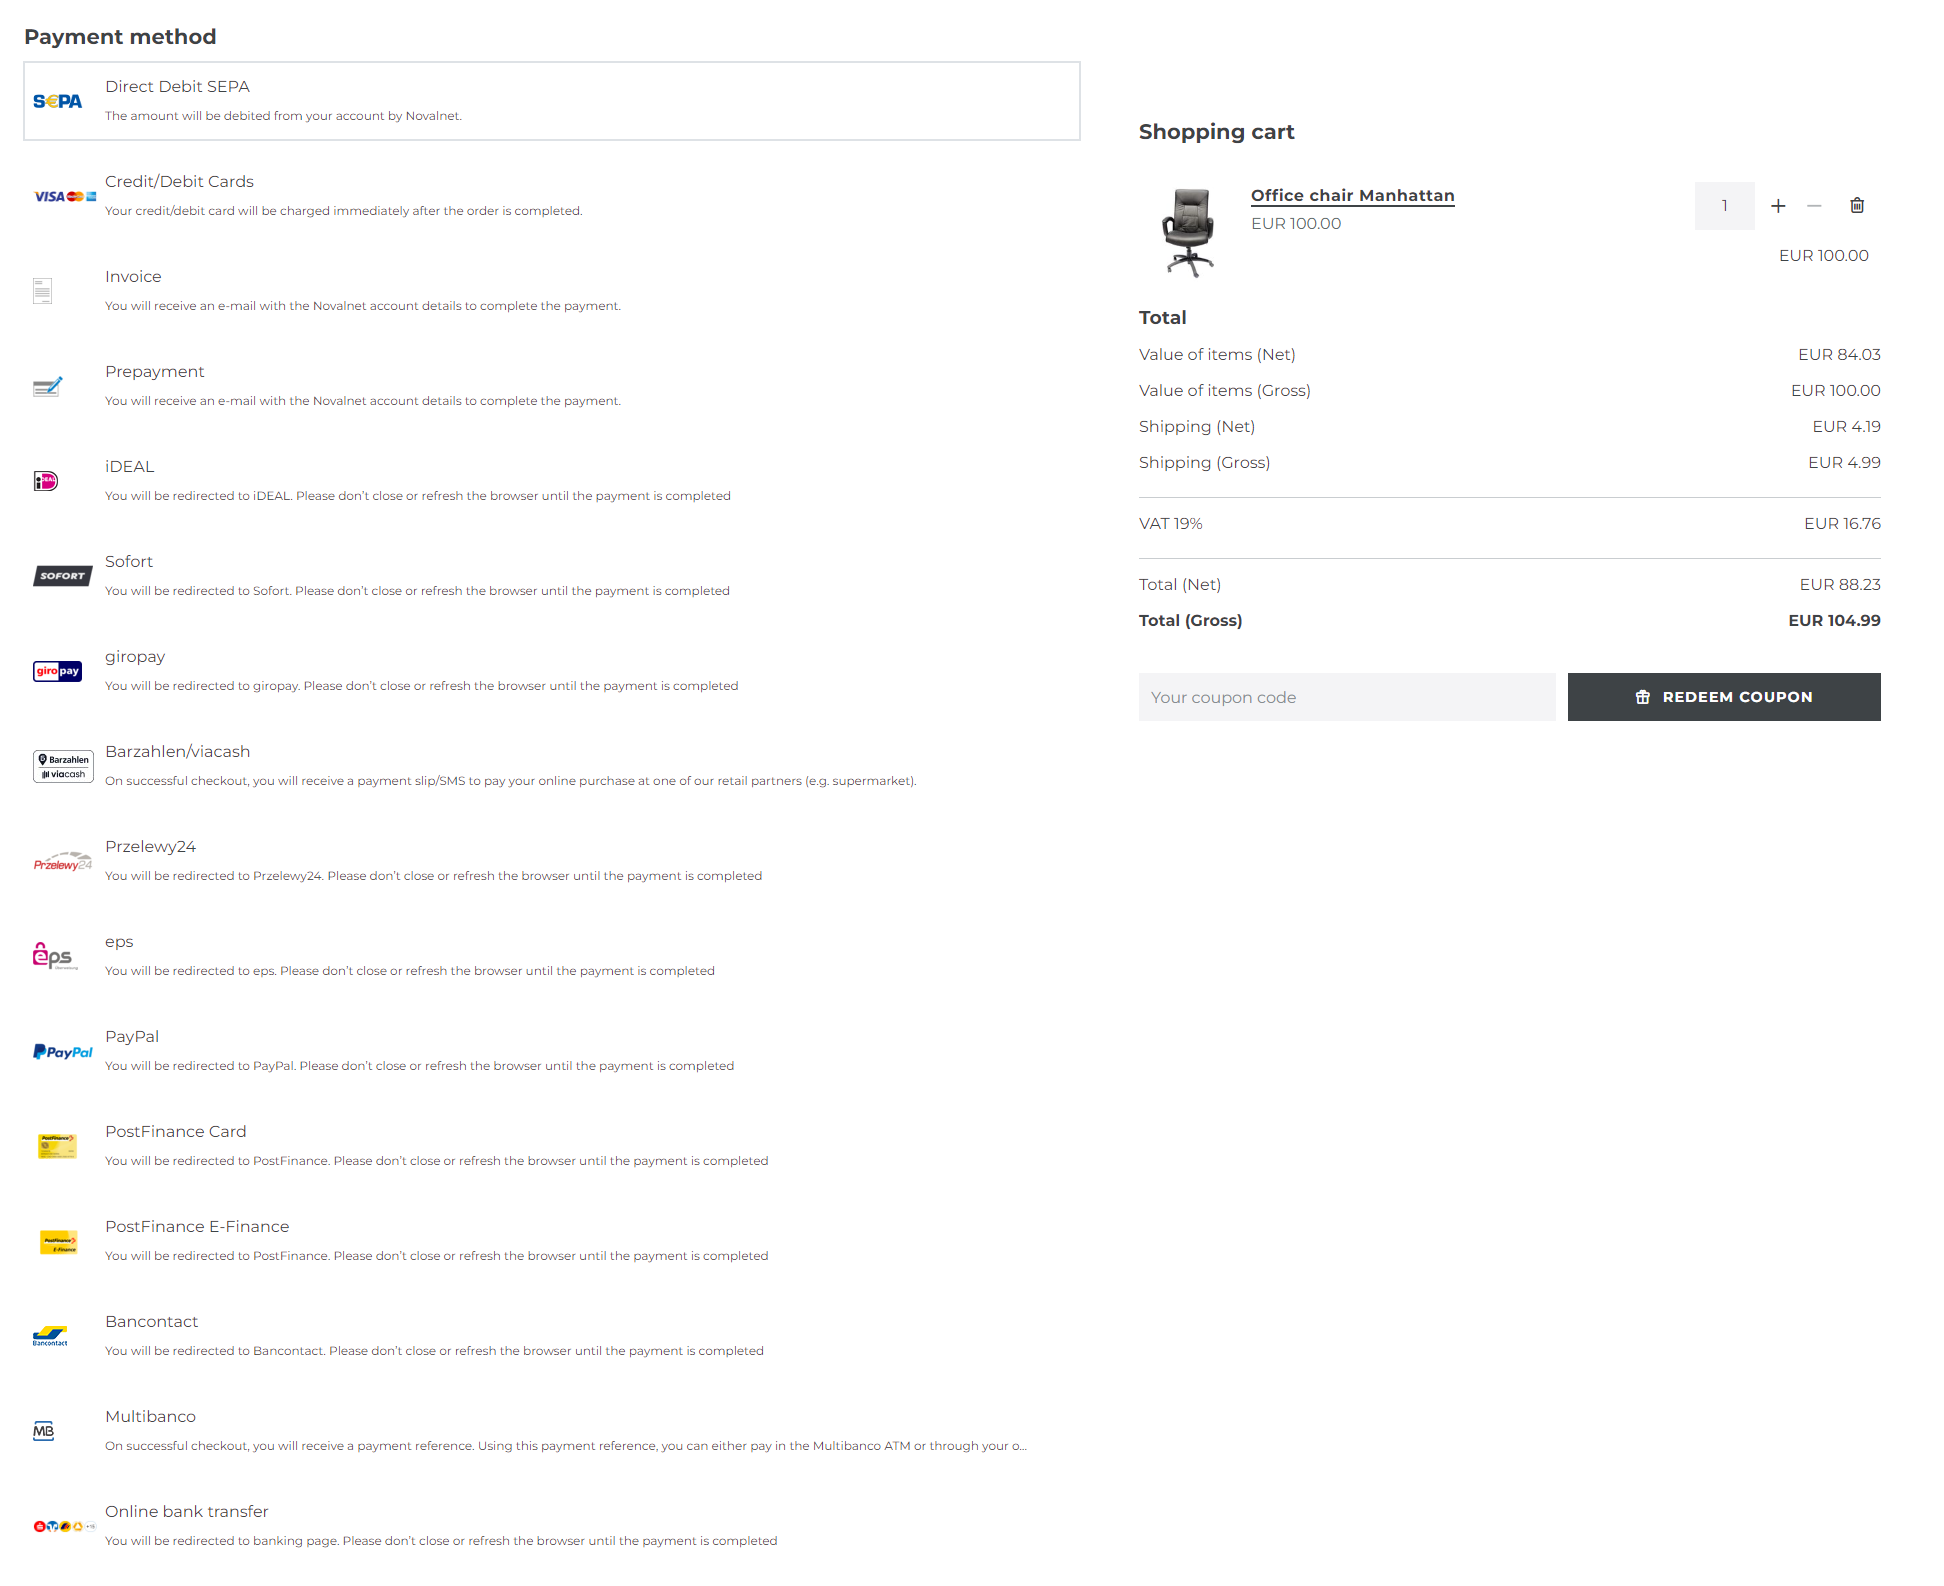 Payment method
SEPA
Direct Debit SEPA
The amount will be debited from your account by Novalnet.
VISA
Credit/Debit Cards
Your credit/debit card will be charged immediately after the order is completed.
Invoice
You will receive an e-mail with the Novalnet account details to complete the payment.
Prepayment
You will receive an e-mail with the Novalnet account details to complete the payment.
iDEAL
iDEAL
You will be redirected to iDEAL. Please don't close or refresh the browser until the payment is completed
SOFORT
Sofort
You will be redirected to Sofort. Please don't close or refresh the browser until the payment is completed
giropay
giropay
You will be redirected to giropay. Please don't close or refresh the browser until the payment is completed
Barzahlen
viacash
Barzahlen/viacash
On successful checkout, you will receive a payment slip/SMS to pay your online purchase at one of our retail partners (e.g. supermarket).
Przelewy24
Przelewy24
You will be redirected to Przelewy24. Please don't close or refresh the browser until the payment is completed
eps
eps
You will be redirected to eps. Please don't close or refresh the browser until the payment is completed
PayPal
PayPal
You will be redirected to PayPal. Please don't close or refresh the browser until the payment is completed
PostFinance
PostFinance Card
You will be redirected to PostFinance. Please don't close or refresh the browser until the payment is completed
PostFinance
E-Finance
PostFinance E-Finance
You will be redirected to PostFinance. Please don't close or refresh the browser until the payment is completed
Bancontact
Bancontact
You will be redirected to Bancontact. Please don't close or refresh the browser until the payment is completed
MB
Multibanco
On successful checkout, you will receive a payment reference. Using this payment reference, you can either pay in the Multibanco ATM or through your o...
Online bank transfer
You will be redirected to banking page. Please don't close or refresh the browser until the payment is completed
Shopping cart
Office chair Manhattan
EUR 100.00
1
EUR 100.00
Total
Value of items (Net) EUR 84.03
Value of items (Gross) EUR 100.00
Shipping (Net) EUR 4.19
Shipping (Gross) EUR 4.99
VAT 19% EUR 16.76
Total (Net) EUR 88.23
Total (Gross) EUR 104.99
Your coupon code
REDEEM COUPON